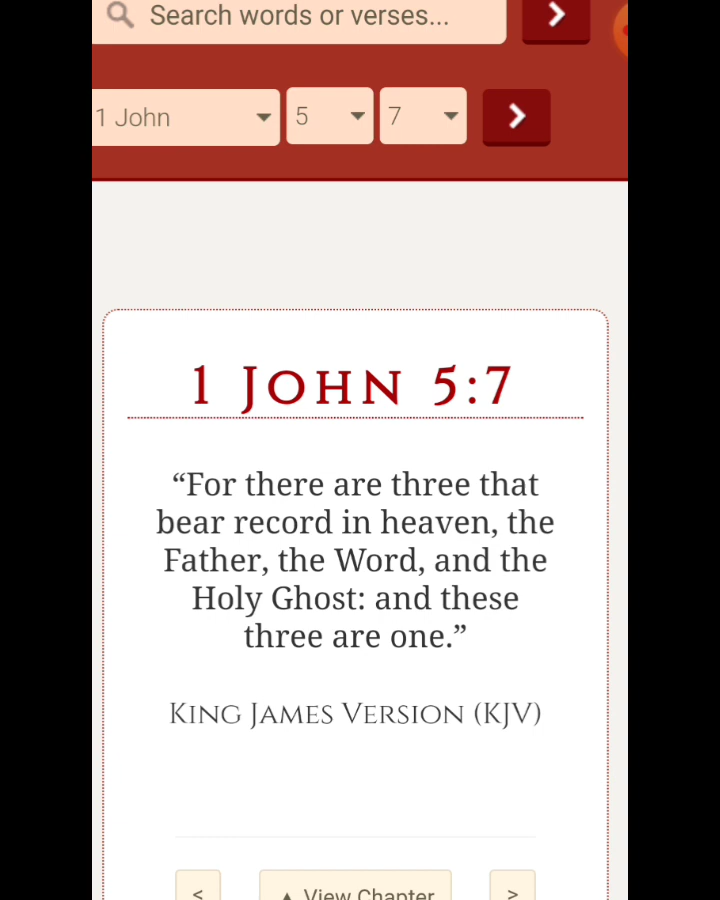 Search words or verses...
1 John 5 7
1 John 5:7
“For there are three that
bear record in heaven, the
Father, the Word, and the
Holy Ghost: and these
three are one.”
King James Version (KJV)
< ▲ View Chapter >